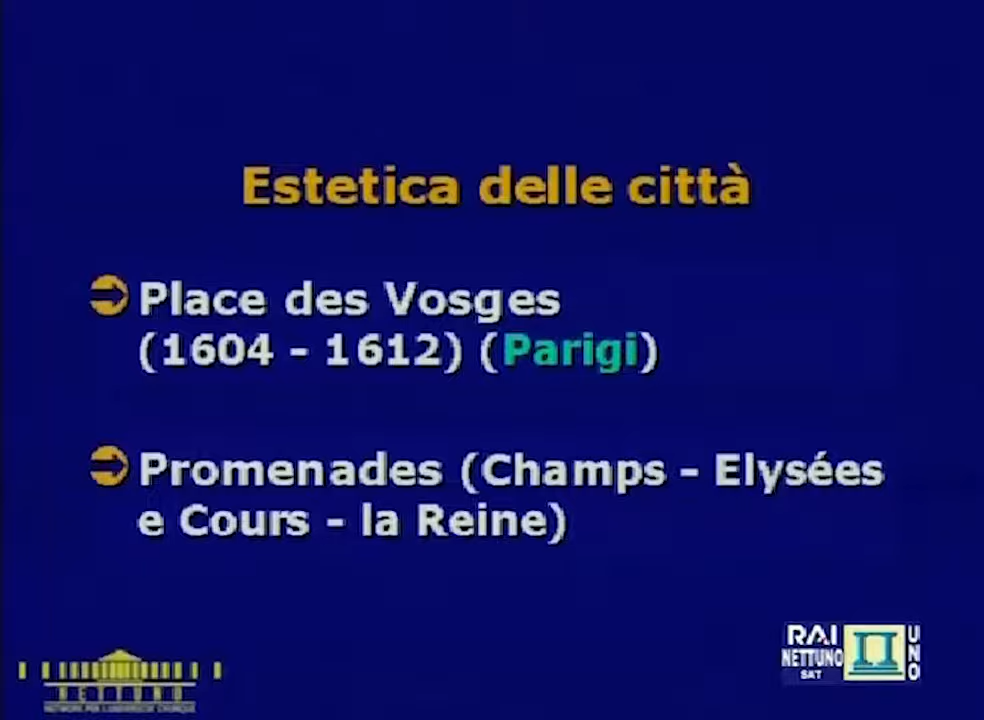 Estetica delle città
Place des Vosges
(1604 - 1612) (Parigi)
Promenades (Champs - Elysées
e Cours - la Reine)
RAI
NETTUNO
SAT
UNO
NETTUNO